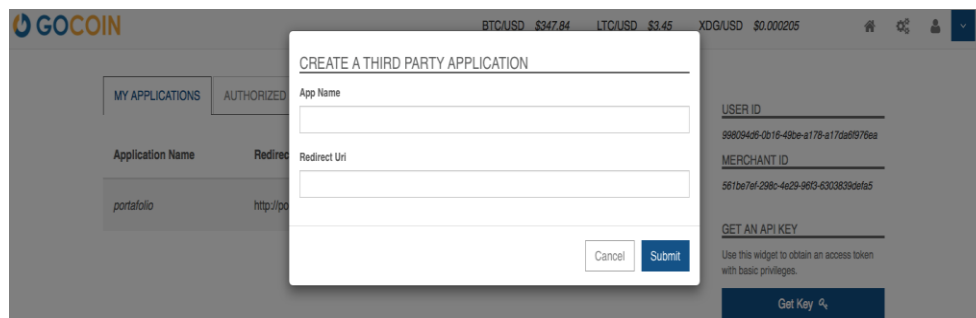 GOCOIN
BTC/USD $347.84 LTC/USD $3.45 XDG/USD $0.000205
CREATE A THIRD PARTY APPLICATION
App Name
Redirect Uri
Cancel Submit
MY APPLICATIONS AUTHORIZED
Application Name Redirec
portafolio http://po
USER ID
998094d6-0b16-49be-a178-a17da6f976ea
MERCHANT ID
561be7ef-298c-4e29-96f3-6303839defa5
GET AN API KEY
Use this widget to obtain an access token
with basic privileges.
Get Key